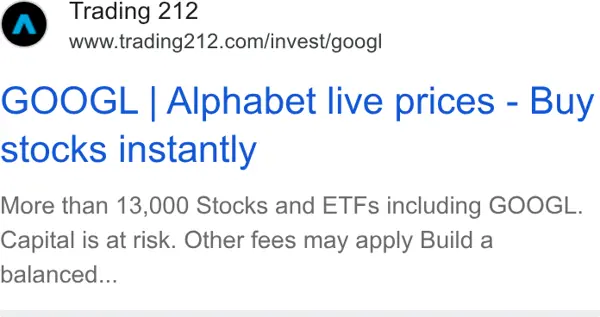 Trading 212
www.trading212.com/invest/googl
GOOGL | Alphabet live prices - Buy
stocks instantly
More than 13,000 Stocks and ETFs including GOOGL.
Capital is at risk. Other fees may apply Build a
balanced...